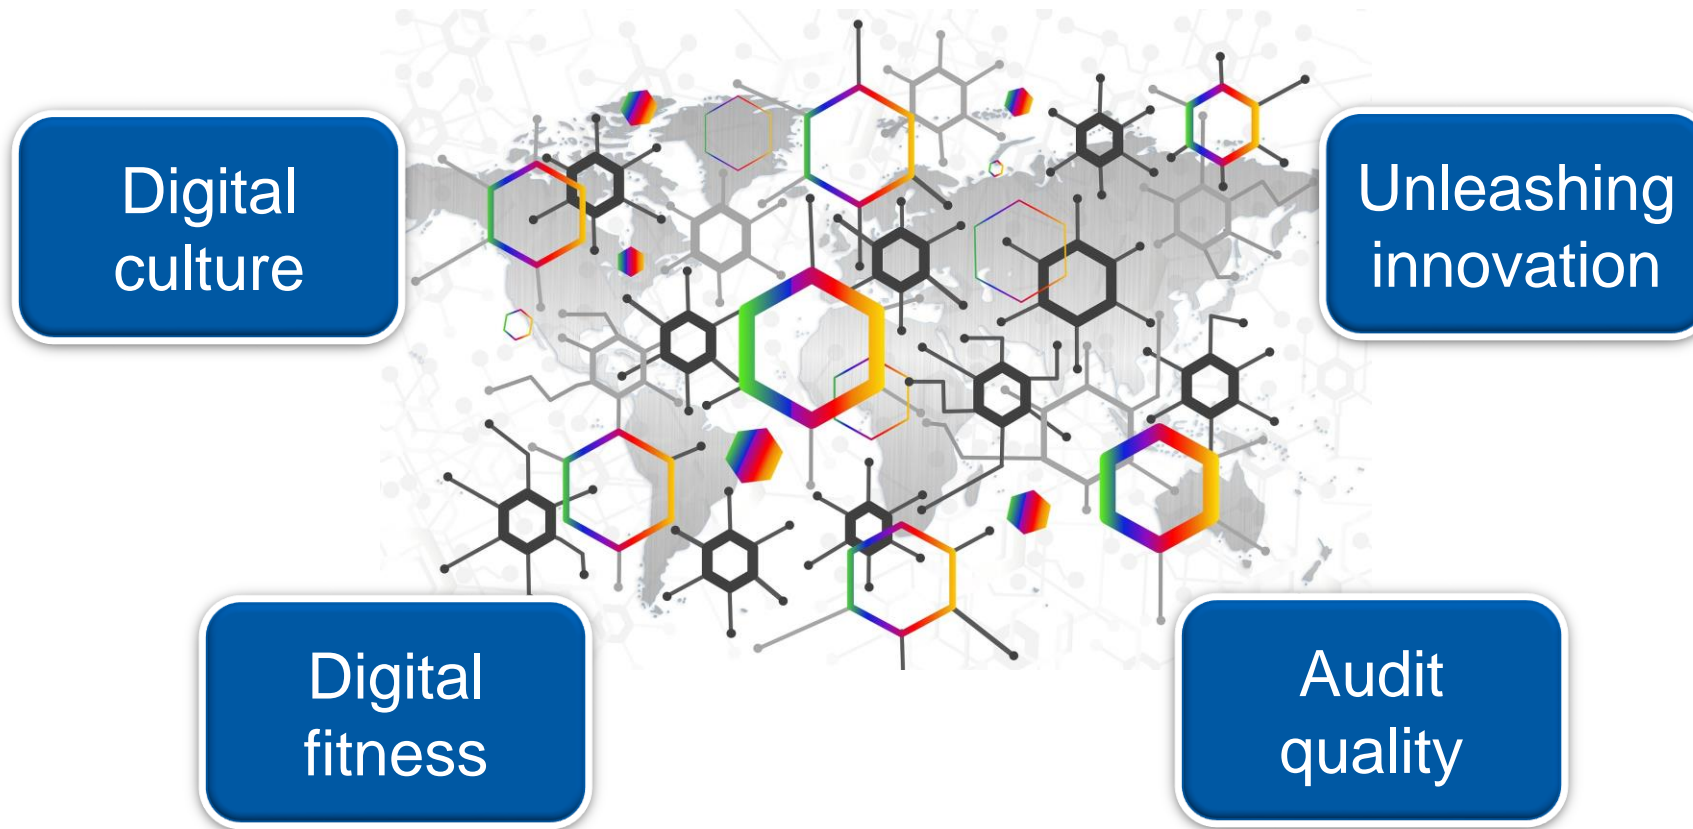 Digital
culture
Unleashing
innovation
Digital
fitness
Audit
quality